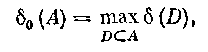 δ₀ (A) = max δ (D),
D⊂A